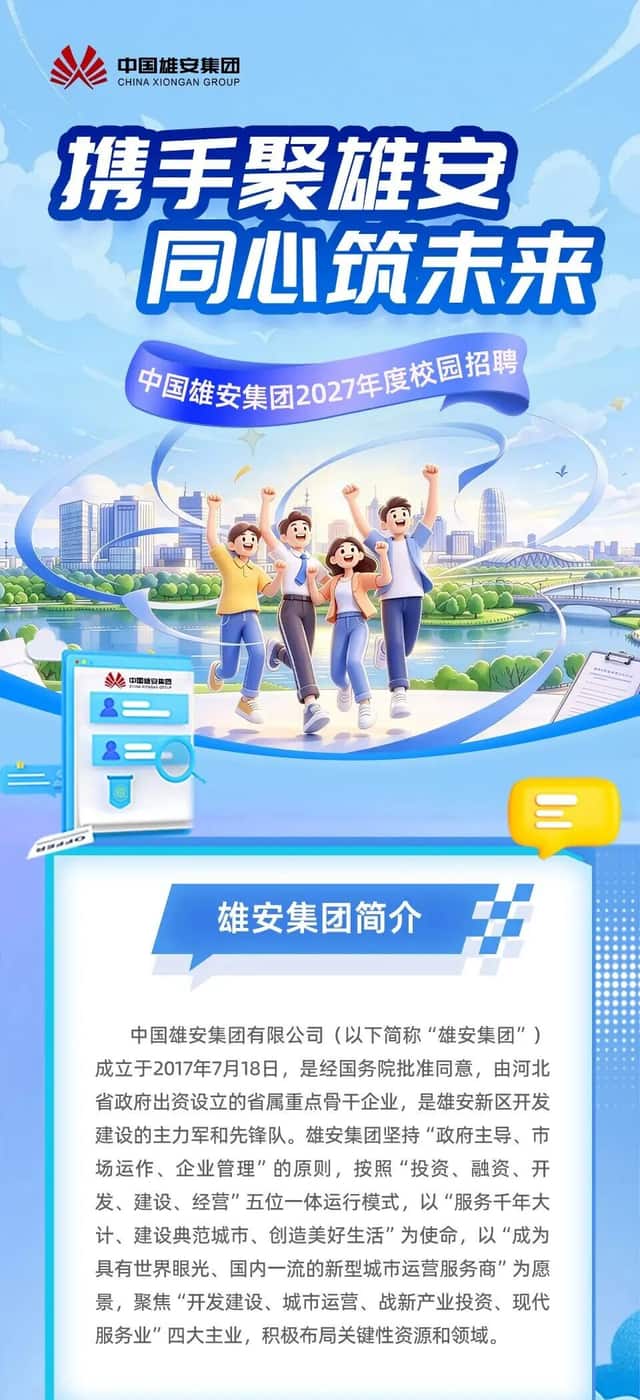 中国雄安集团
CHINA XIONGAN GROUP
携手聚雄安
同心筑未来
中国雄安集团2027年度校园招聘
中国雄安集团
CHINA XIONGAN GROUP
OFFER
雄安集团简介
中国雄安集团有限公司（以下简称“雄安集团”）
成立于2017年7月18日，是经国务院批准同意，由河北
省政府出资设立的省属重点骨干企业，是雄安新区开发
建设的主力军和先锋队。雄安集团坚持“政府主导、市
场运作、企业管理”的原则，按照“投资、融资、开
发、建设、经营”五位一体运行模式，以“服务千年大
计、建设典范城市、创造美好生活”为使命，以“成为
具有世界眼光、国内一流的新型城市运营服务商”为愿
景，聚焦“开发建设、城市运营、战新产业投资、现代
服务业”四大主业，积极布局关键性资源和领域。